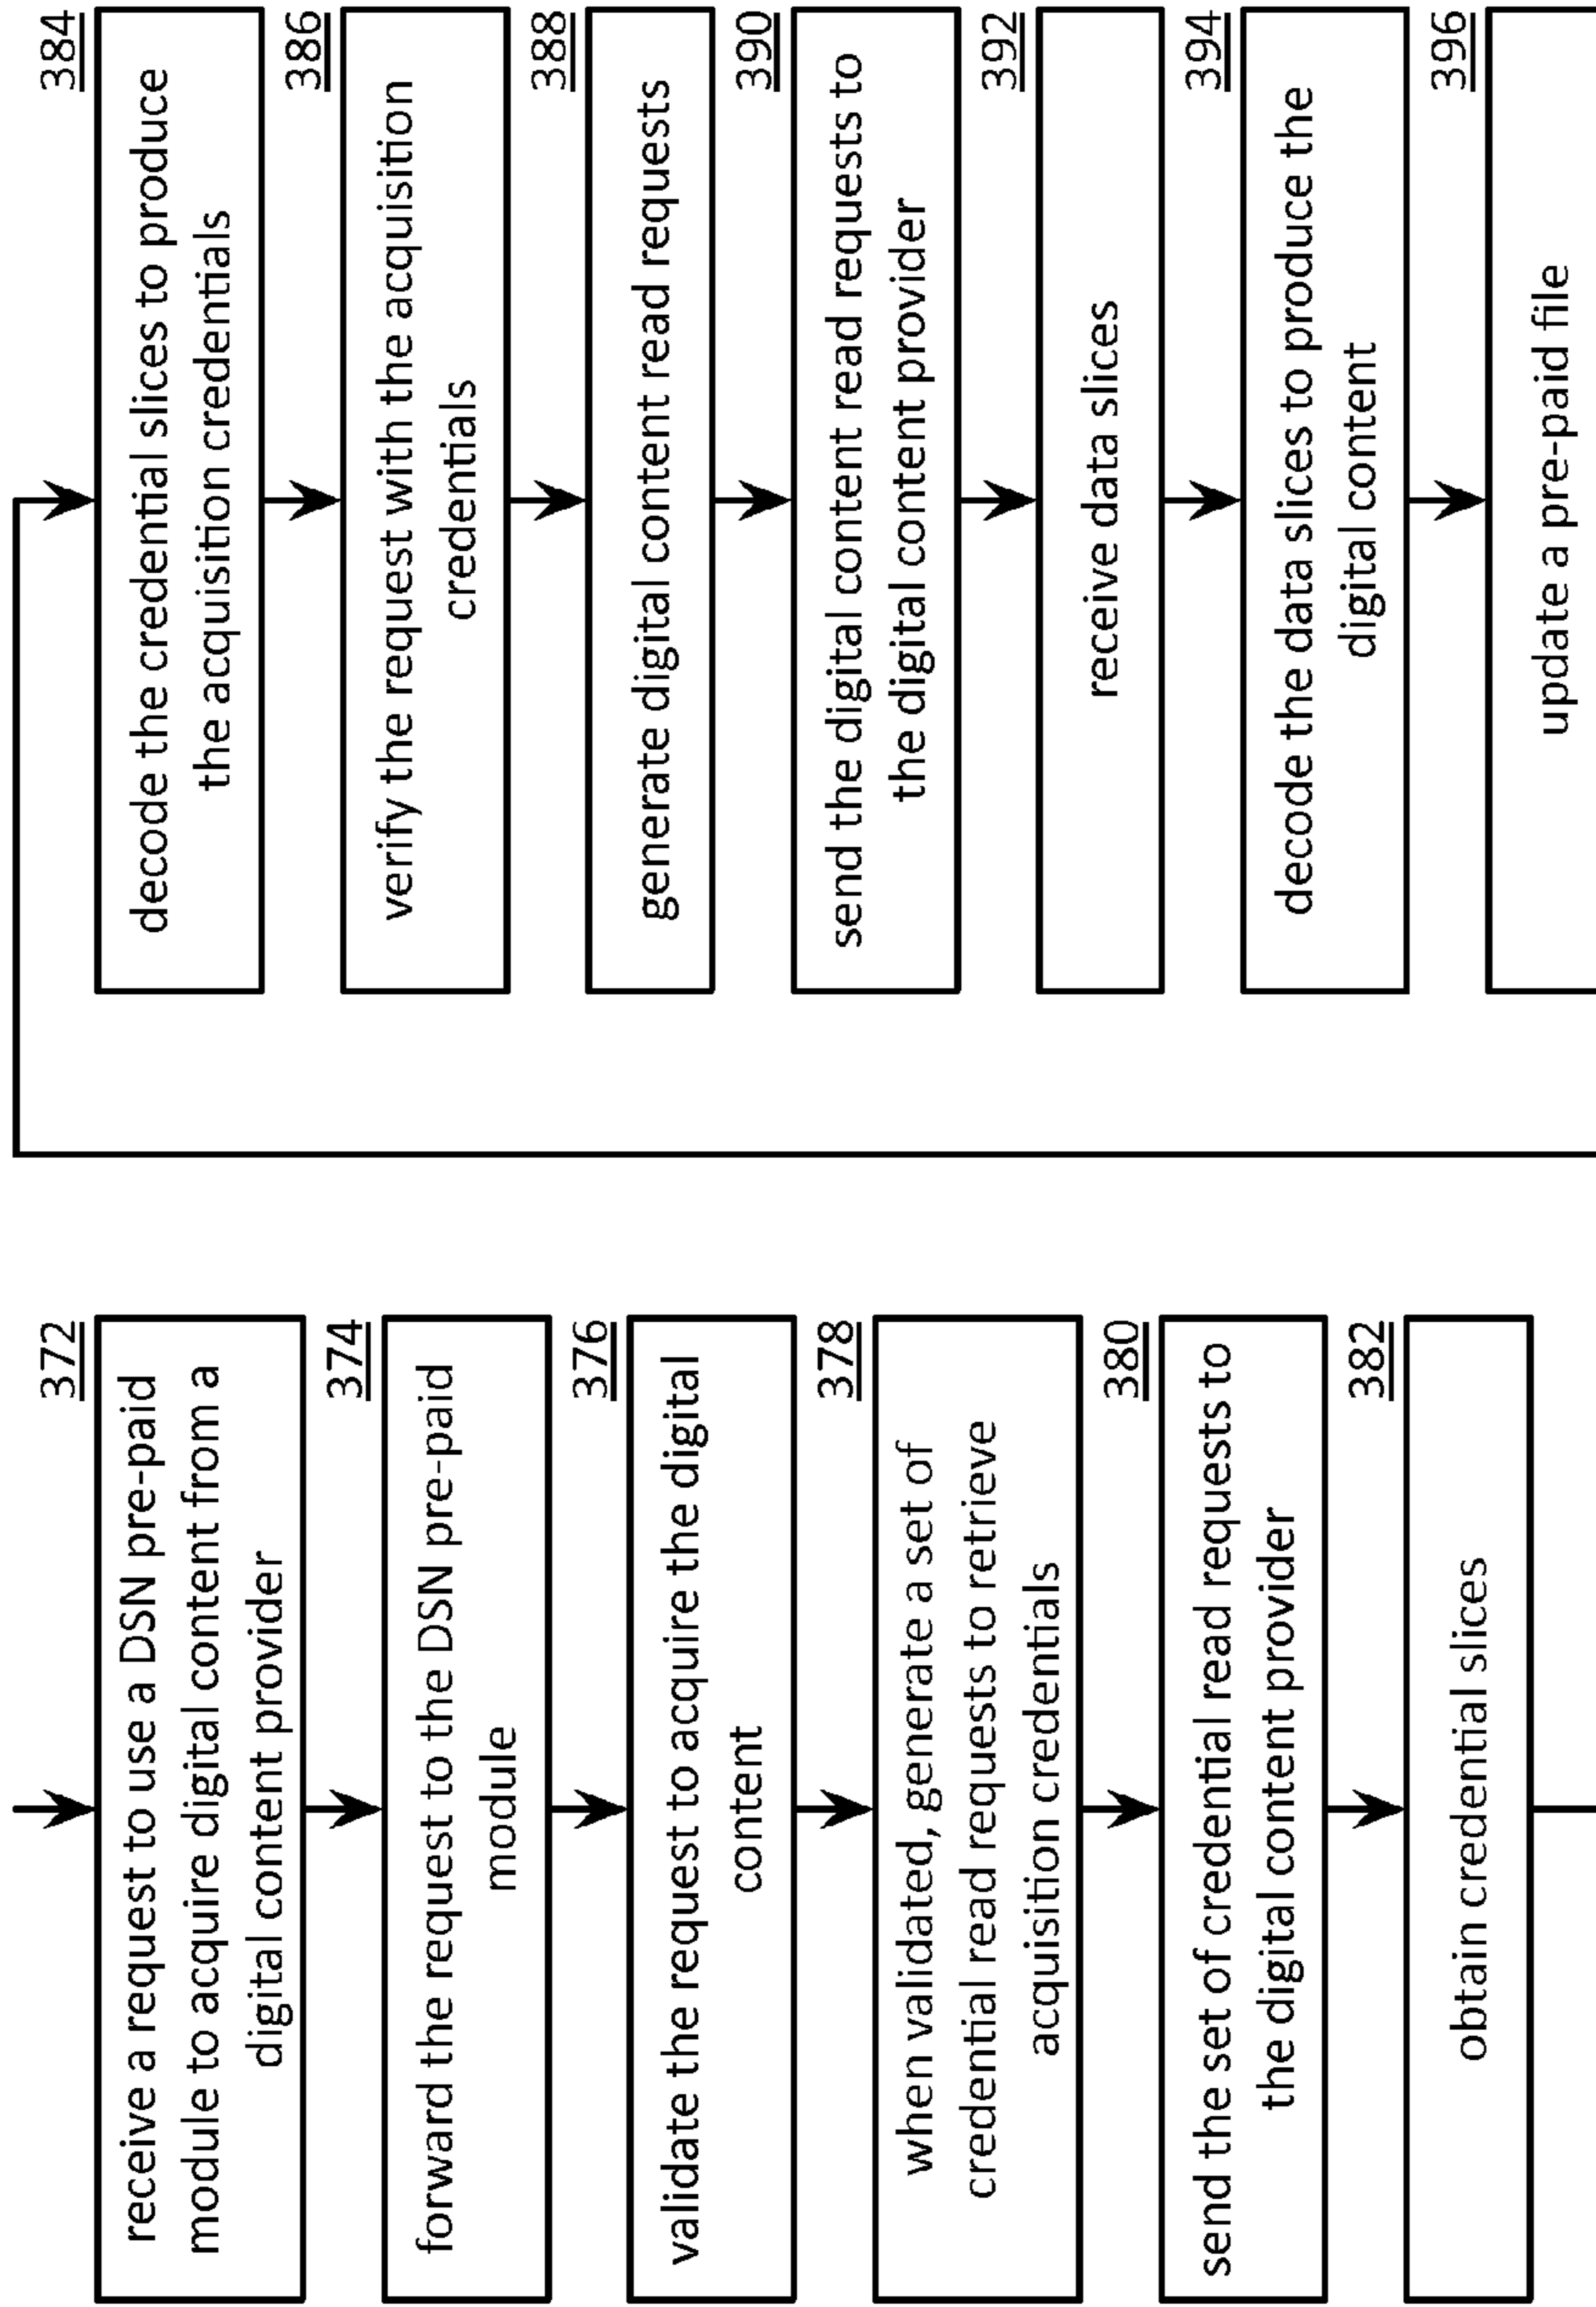 372
receive a request to use a DSN pre-paid
module to acquire digital content from a
digital content provider
374
forward the request to the DSN pre-paid
module
376
validate the request to acquire the digital
content
378
when validated, generate a set of
credential read requests to retrieve
acquisition credentials
380
send the set of credential read requests to
the digital content provider
382
obtain credential slices
384
decode the credential slices to produce
the acquisition credentials
386
verify the request with the acquisition
credentials
388
generate digital content read requests
390
send the digital content read requests to
the digital content provider
392
receive data slices
394
decode the data slices to produce the
digital content
396
update a pre-paid file